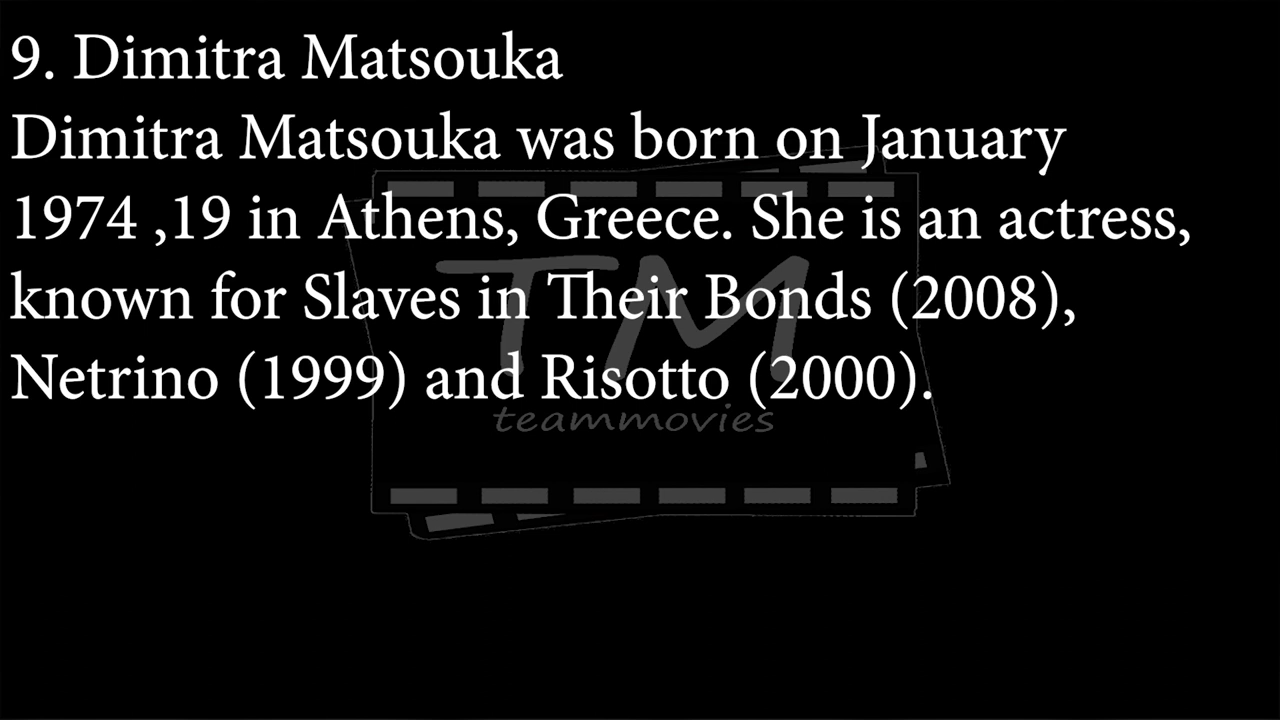 9. Dimitra Matsouka
Dimitra Matsouka was born on January
1974 ,19 in Athens, Greece. She is an actress,
known for Slaves in Their Bonds (2008),
Netrino (1999) and Risotto (2000).
TM
teammovies